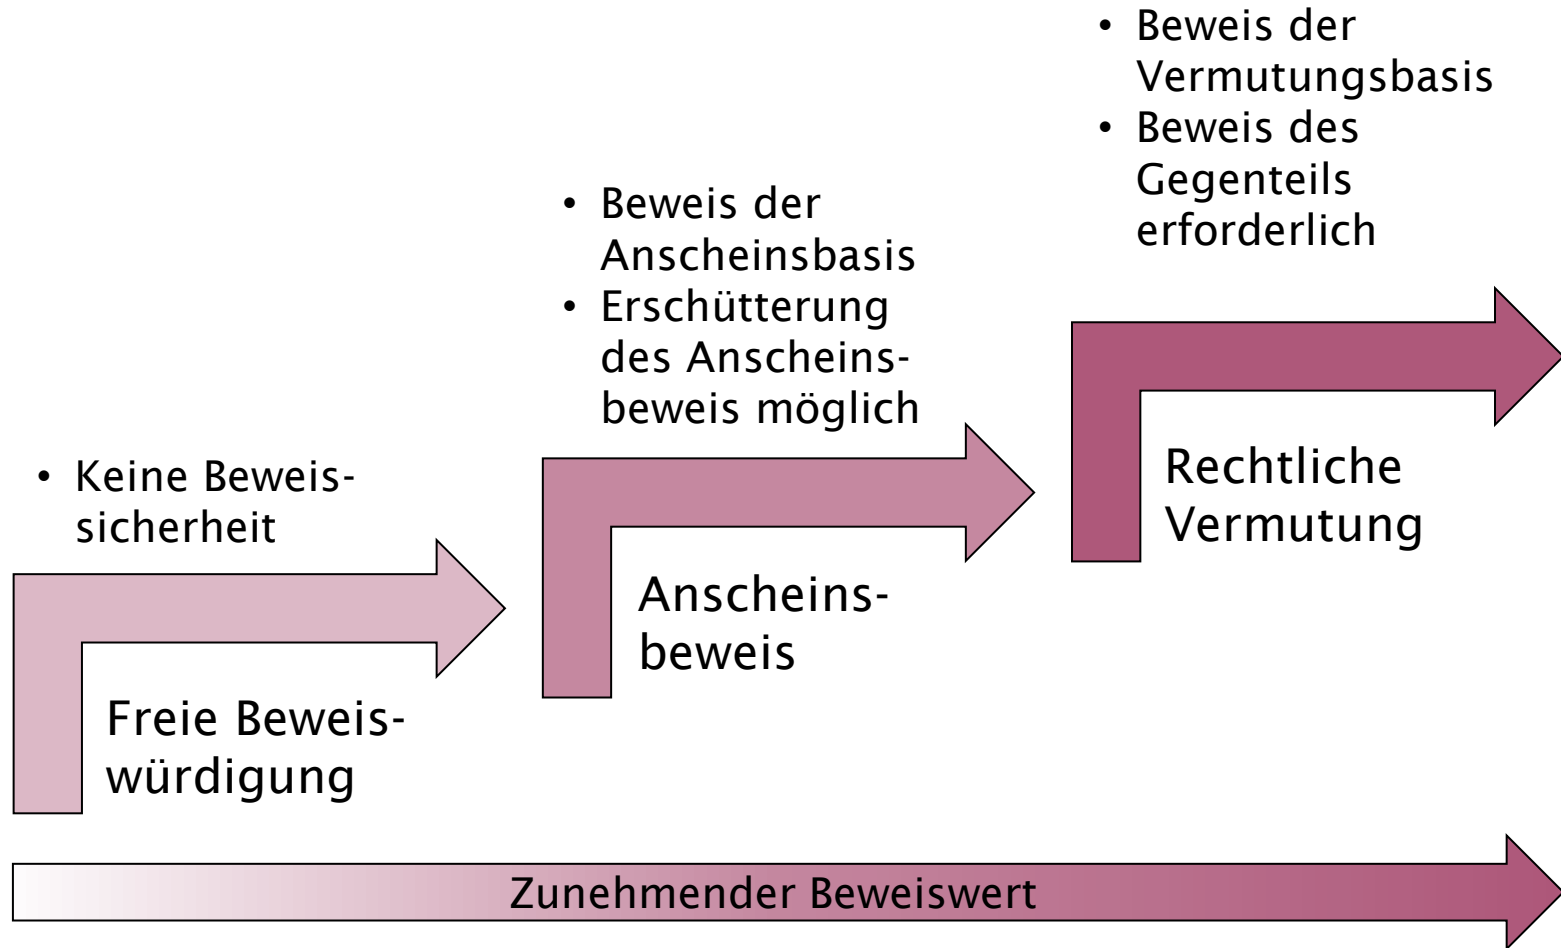 • Keine Beweis-
sicherheit
Freie Beweis-
würdigung
• Beweis der
Anscheinsbasis
• Erschütterung
des Anscheins-
beweis möglich
Anscheins-
beweis
• Beweis der
Vermutungsbasis
• Beweis des
Gegenteils
erforderlich
Rechtliche
Vermutung
Zunehmender Beweiswert